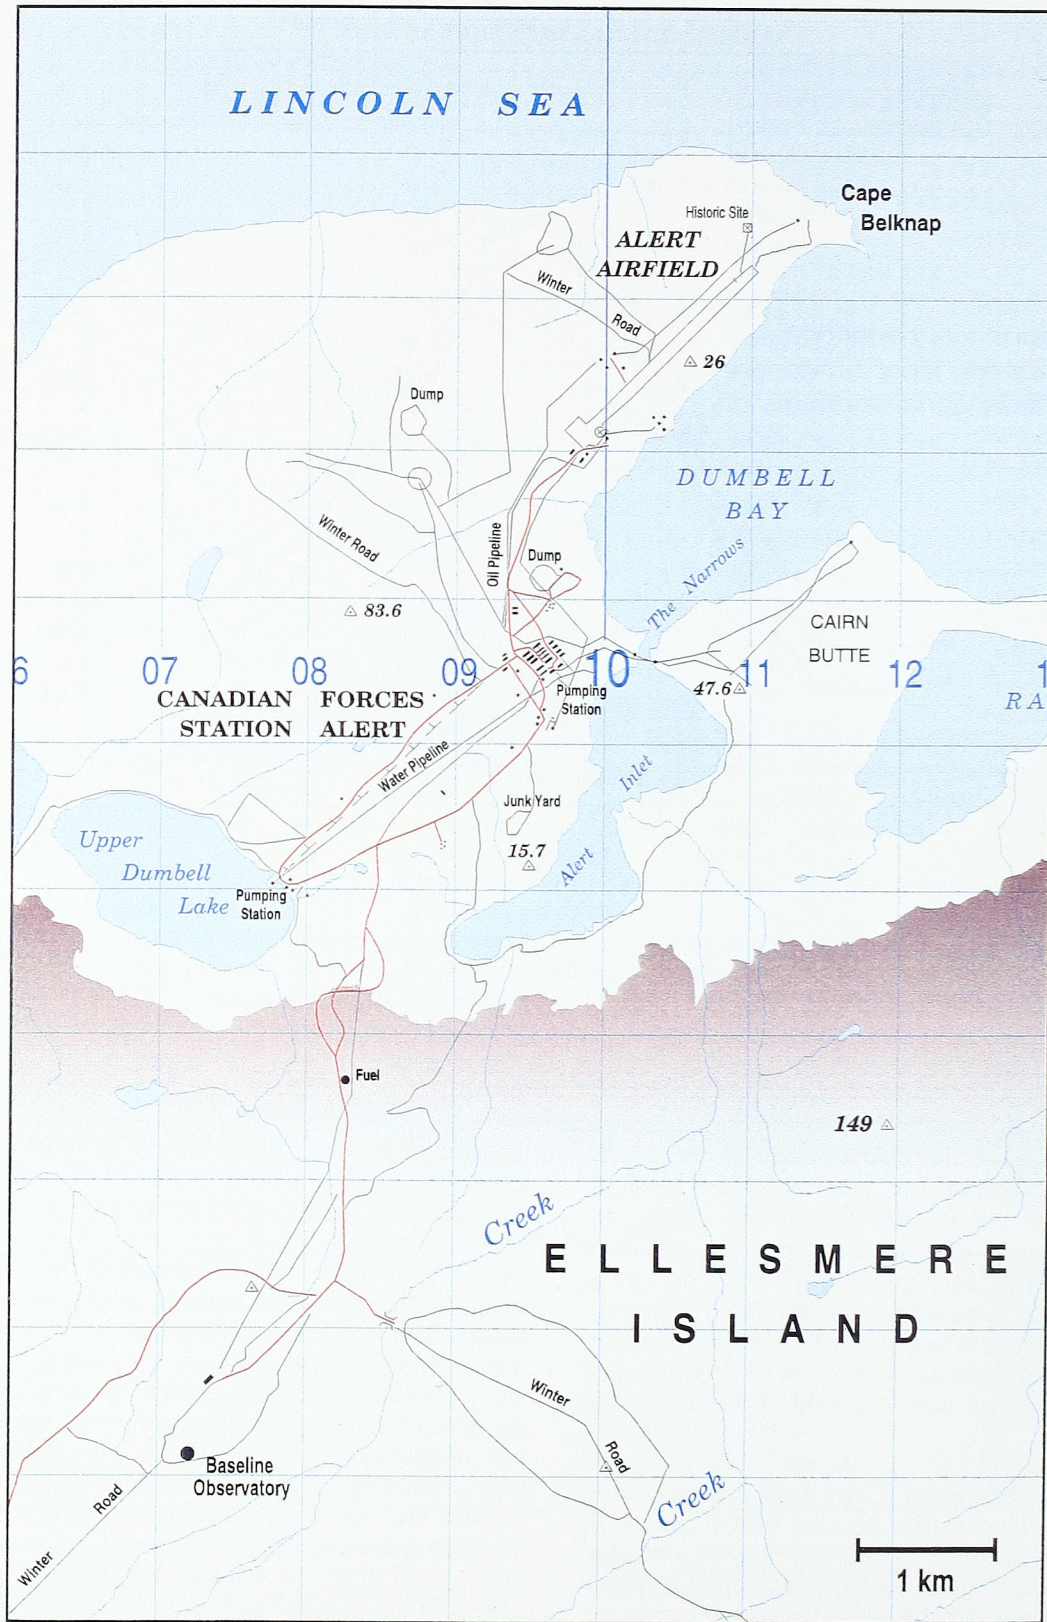 LINCOLN SEA
Cape
Belknap
Historic Site
ALERT
AIRFIELD
Winter
Road
26
Dump
DUMBELL
BAY
Winter Road
Oil Pipeline
Dump
The Narrows
83.6
CAIRN
BUTTE
6
07
08
09
10
11
12
1
CANADIAN FORCES
STATION ALERT
Pumping
Station
47.6
RA
Water Pipeline
Inlet
Junk Yard
Upper
Dumbell
Lake
15.7
Alert
Pumping
Station
Fuel
149
Creek
ELLESMERE
ISLAND
Winter
Road
Baseline
Observatory
Road
Winter
Creek
1 km